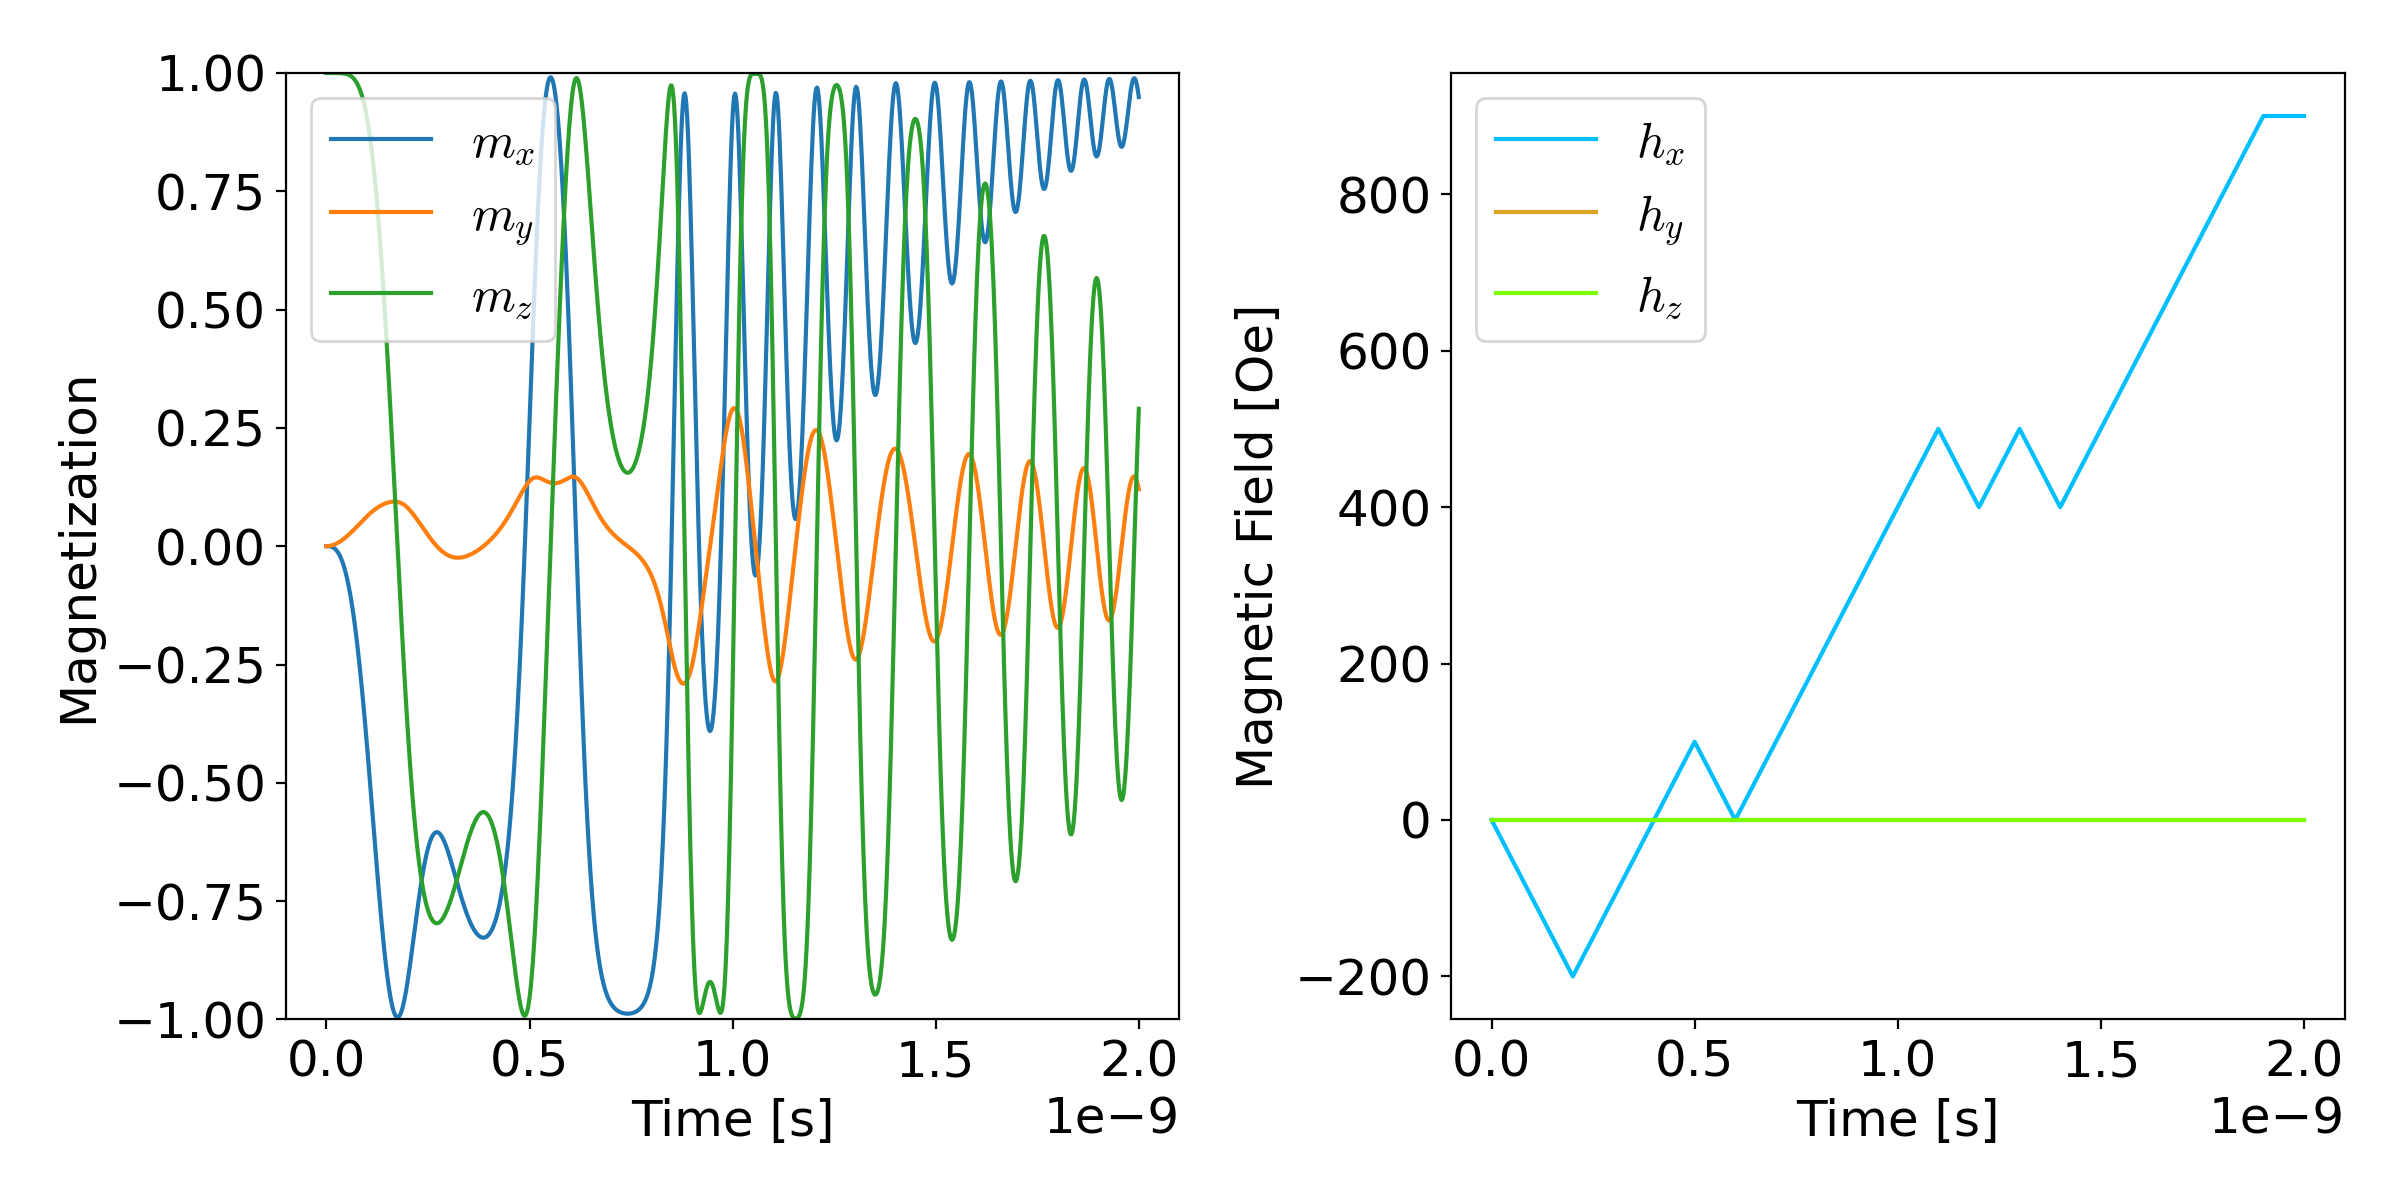 1.00
0.75
0.50
0.25
0.00
−0.25
−0.50
−0.75
−1.00
Magnetization
m_x
m_y
m_z
0.0 0.5 1.0 1.5 2.0
Time [s]
1e−9
800
600
400
200
0
−200
Magnetic Field [Oe]
h_x
h_y
h_z
0.0 0.5 1.0 1.5 2.0
Time [s]
1e−9